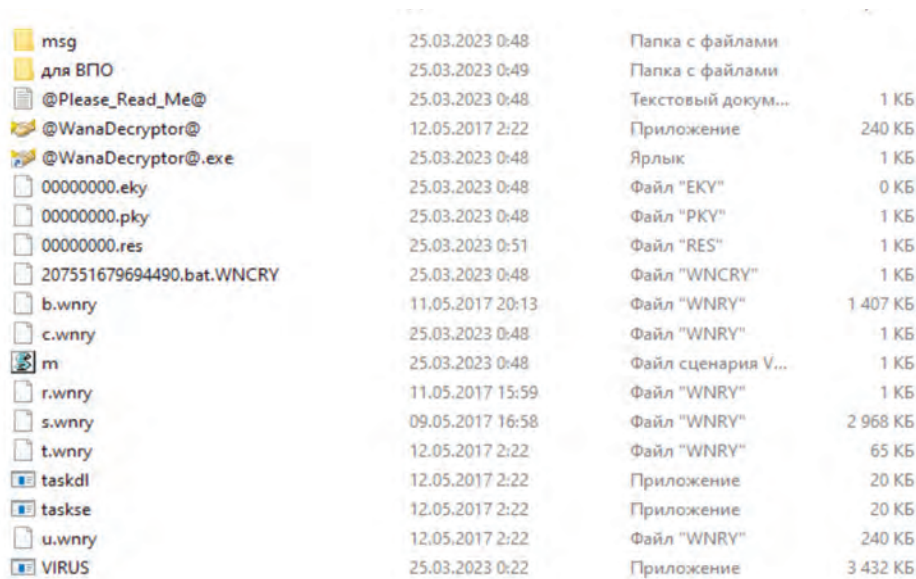 msg 25.03.2023 0:48 Папка с файлами
для ВПО 25.03.2023 0:49 Папка с файлами
@Please_Read_Me@ 25.03.2023 0:48 Текстовый докум... 1 КБ
@WanaDecryptor@ 12.05.2017 2:22 Приложение 240 КБ
@WanaDecryptor@.exe 25.03.2023 0:48 Ярлык 1 КБ
00000000.eky 25.03.2023 0:48 Файл "EKY" 0 КБ
00000000.pky 25.03.2023 0:48 Файл "PKY" 1 КБ
00000000.res 25.03.2023 0:51 Файл "RES" 1 КБ
207551679694490.bat.WNCRY 25.03.2023 0:48 Файл "WNCRY" 1 КБ
b.wnry 11.05.2017 20:13 Файл "WNRY" 1 407 КБ
c.wnry 25.03.2023 0:48 Файл "WNRY" 1 КБ
m 25.03.2023 0:48 Файл сценария V... 1 КБ
r.wnry 11.05.2017 15:59 Файл "WNRY" 1 КБ
s.wnry 09.05.2017 16:58 Файл "WNRY" 2 968 КБ
t.wnry 12.05.2017 2:22 Файл "WNRY" 65 КБ
taskdl 12.05.2017 2:22 Приложение 20 КБ
taskse 12.05.2017 2:22 Приложение 20 КБ
u.wnry 12.05.2017 2:22 Файл "WNRY" 240 КБ
VIRUS 25.03.2023 0:22 Приложение 3 432 КБ